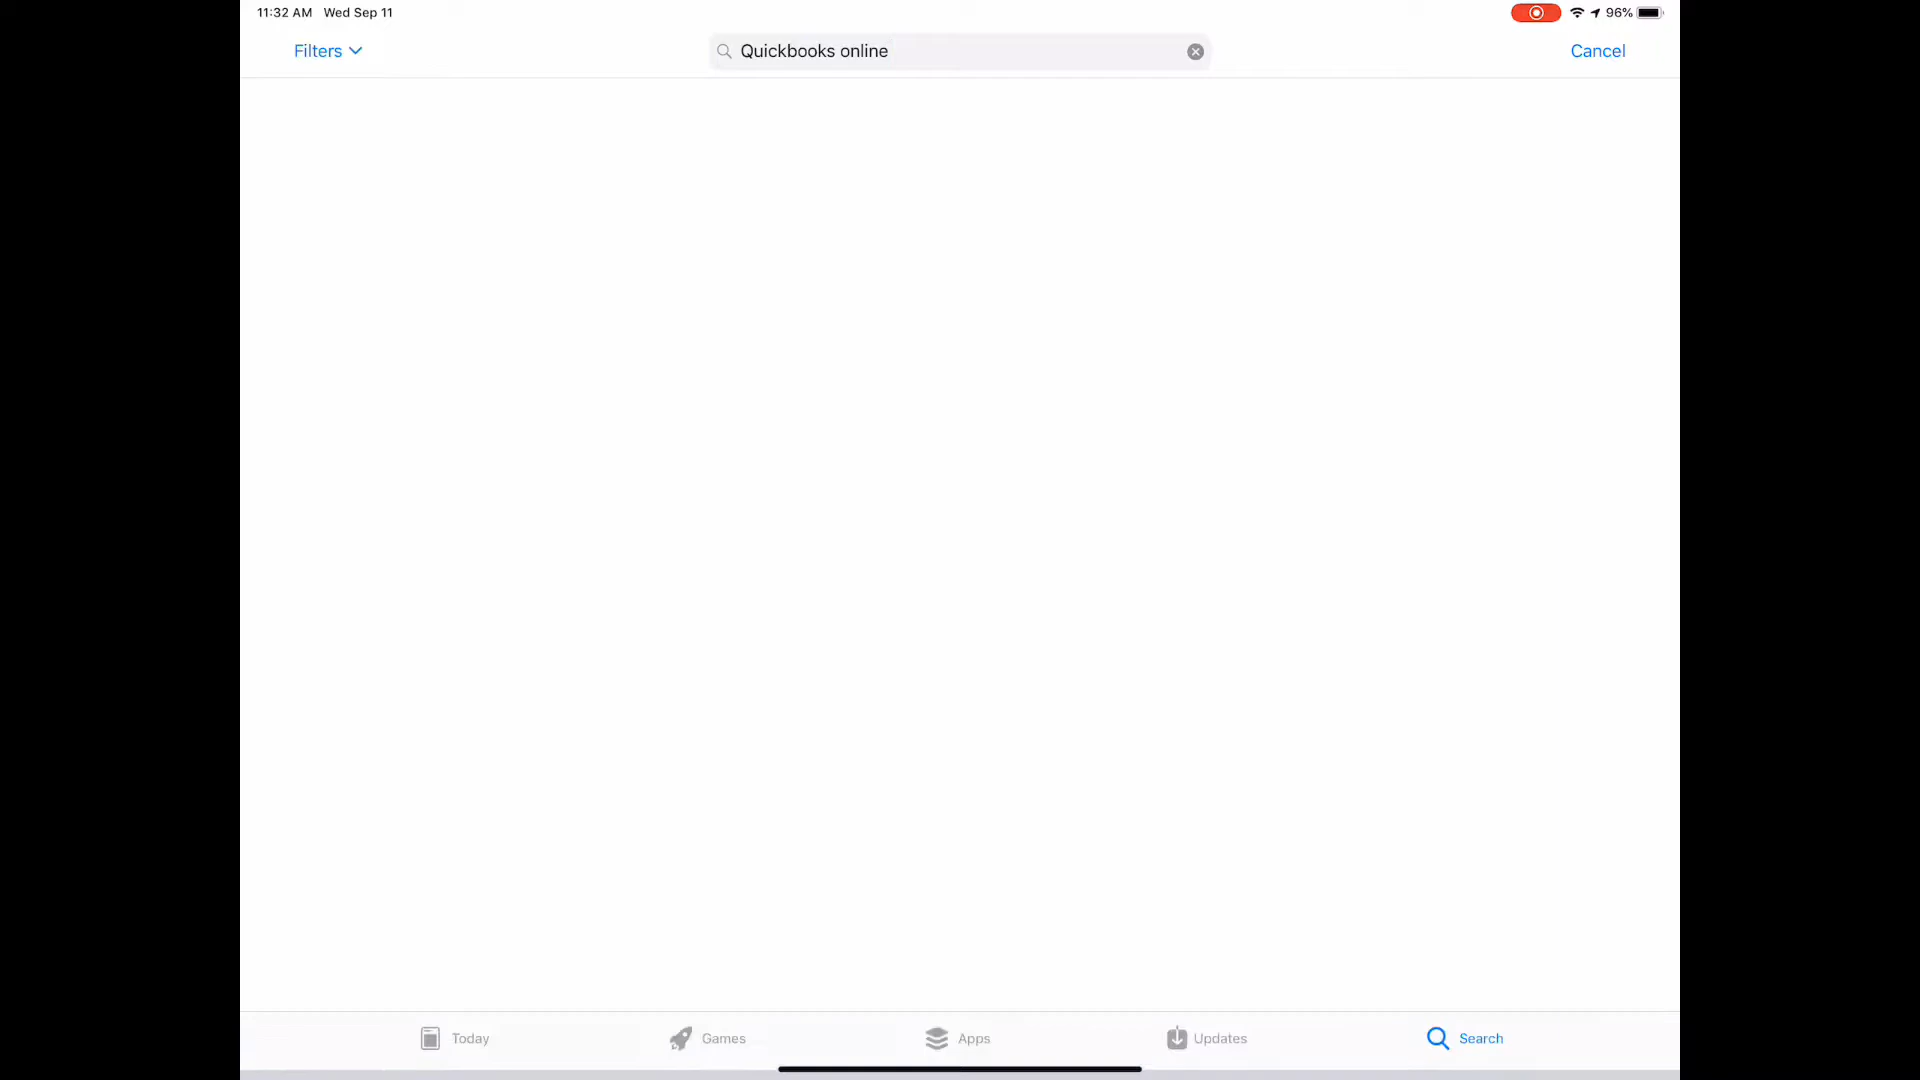 11:32 AM Wed Sep 11
96%
Filters
Quickbooks online
Cancel
Today
Games
Apps
Updates
Search